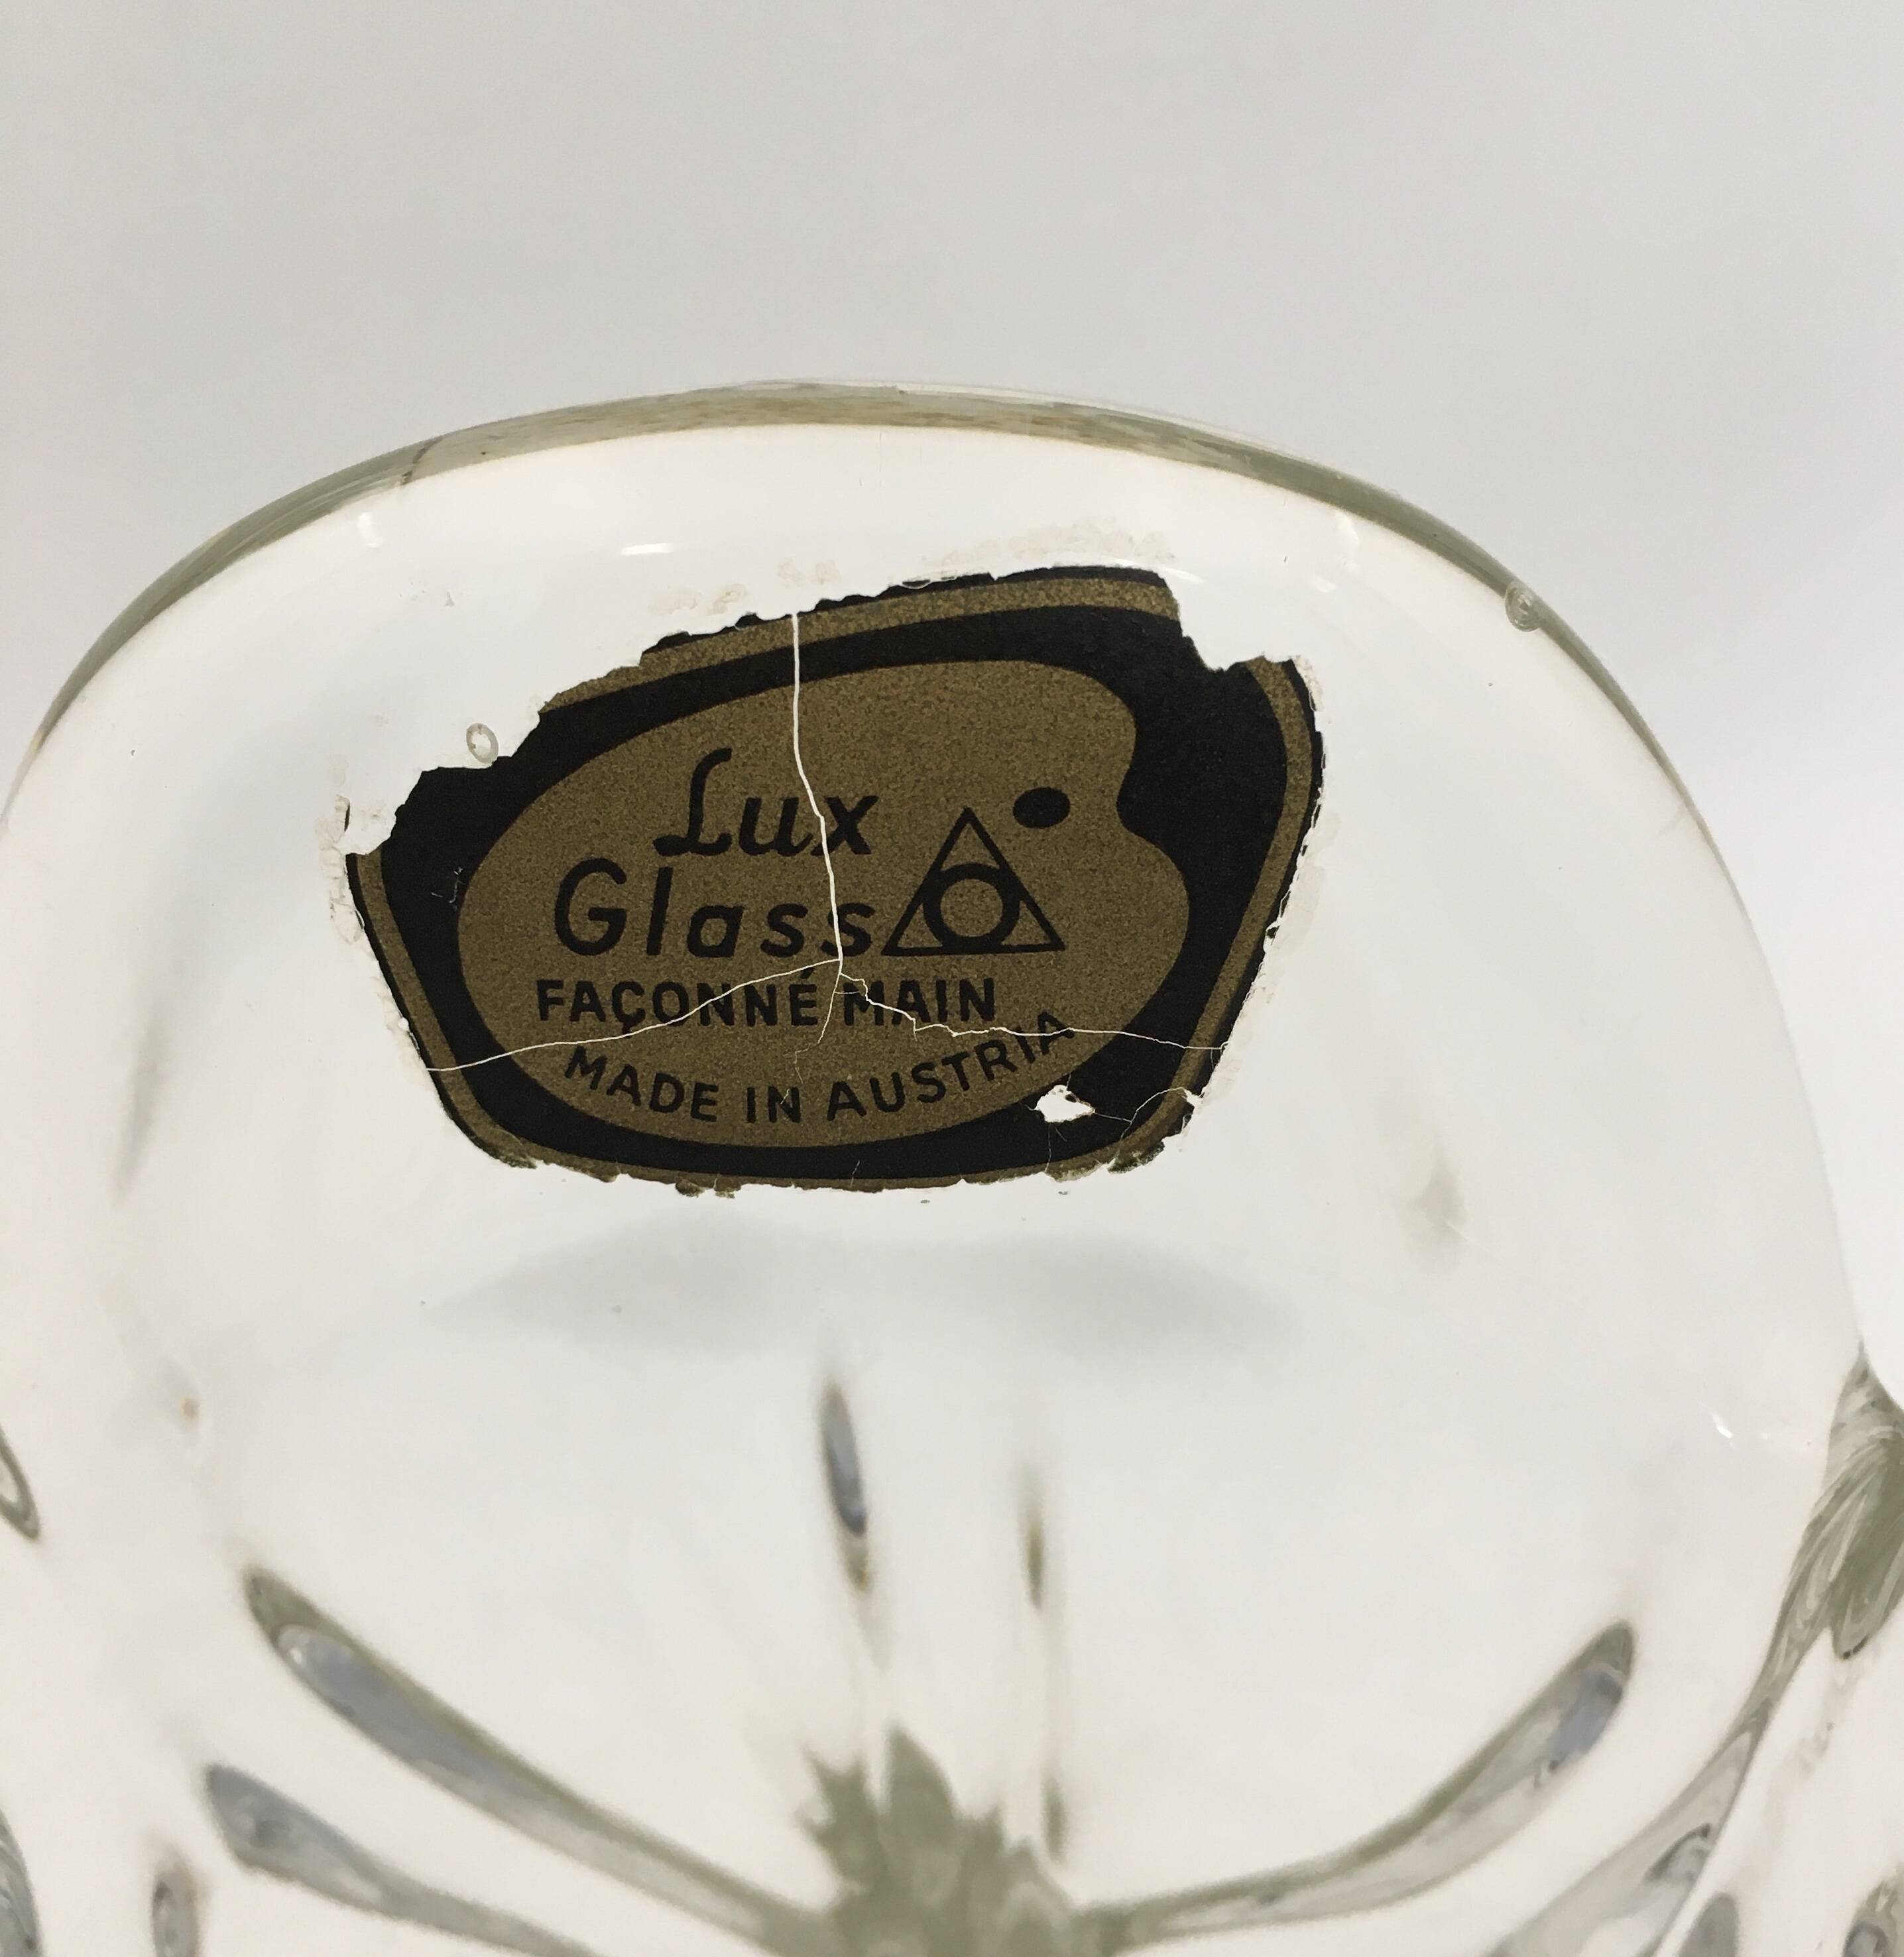 Lux
Glass
FAÇONNÉ MAIN
MADE IN AUSTRIA